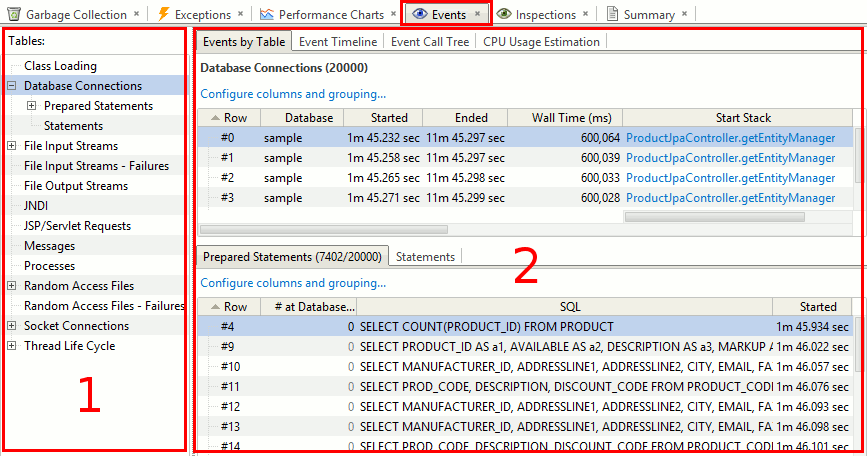 Garbage Collection × Exceptions × Performance Charts × Events × Inspections × Summary ×
Tables:
Class Loading
Database Connections
Prepared Statements
Statements
File Input Streams
File Input Streams - Failures
File Output Streams
JNDI
JSP/Servlet Requests
Messages
Processes
Random Access Files
Random Access Files - Failures
Socket Connections
Thread Life Cycle
1
Events by Table Event Timeline Event Call Tree CPU Usage Estimation
Database Connections (20000)
Configure columns and grouping...
Row Database Started Ended Wall Time (ms) Start Stack
#0 sample 1m 45.232 sec 11m 45.297 sec 600,064 ProductJpaController.getEntityManager
#1 sample 1m 45.258 sec 11m 45.297 sec 600,039 ProductJpaController.getEntityManager
#2 sample 1m 45.265 sec 11m 45.298 sec 600,033 ProductJpaController.getEntityManager
#3 sample 1m 45.271 sec 11m 45.299 sec 600,028 ProductJpaController.getEntityManager
Prepared Statements (7402/20000) Statements
2
Configure columns and grouping...
Row # at Database... SQL Started
#4 0 SELECT COUNT(PRODUCT_ID) FROM PRODUCT 1m 45.934 sec
#9 0 SELECT PRODUCT_ID AS a1, AVAILABLE AS a2, DESCRIPTION AS a3, MARKUP A 1m 46.022 sec
#10 0 SELECT MANUFACTURER_ID, ADDRESSLINE1, ADDRESSLINE2, CITY, EMAIL, FA 1m 46.057 sec
#11 0 SELECT PROD_CODE, DESCRIPTION, DISCOUNT_CODE FROM PRODUCT_CODE 1m 46.076 sec
#12 0 SELECT MANUFACTURER_ID, ADDRESSLINE1, ADDRESSLINE2, CITY, EMAIL, FA 1m 46.093 sec
#13 0 SELECT MANUFACTURER_ID, ADDRESSLINE1, ADDRESSLINE2, CITY, EMAIL, FA 1m 46.098 sec
#14 0 SELECT PROD_CODE, DESCRIPTION, DISCOUNT_CODE FROM PRODUCT_CODE 1m 46.101 sec